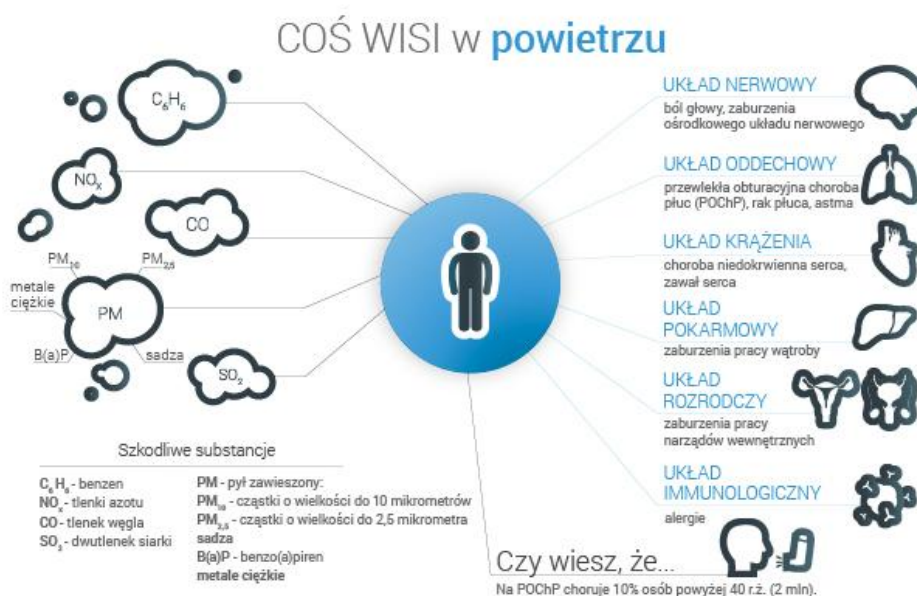 COŚ WISI w powietrzu
C₆H₆
NOₓ
CO
PM₁₀
PM₂,₅
metale
ciężkie
PM
B(a)P
sadza
SO₂
UKŁAD NERWOWY
ból głowy, zaburzenia
ośrodkowego układu nerwowego
UKŁAD ODDECHOWY
przewlekła obturacyjna choroba
płuc (POChP), rak płuca, astma
UKŁAD KRĄŻENIA
choroba niedokrwienna serca,
zawał serca
UKŁAD
POKARMOWY
zaburzenia pracy wątroby
UKŁAD
ROZRODCZY
zaburzenia pracy
narządów wewnętrznych
UKŁAD
IMMUNOLOGICZNY
alergie
Szkodliwe substancje
C₆H₆ - benzen
NOₓ - tlenki azotu
CO - tlenek węgla
SO₂ - dwutlenek siarki
PM - pył zawieszony:
PM₁₀ - cząstki o wielkości do 10 mikrometrów
PM₂,₅ - cząstki o wielkości do 2,5 mikrometra
sadza
B(a)P - benzo(a)piren
metale ciężkie
Czy wiesz, że...
Na POChP choruje 10% osób powyżej 40 r.ż. (2 mln).